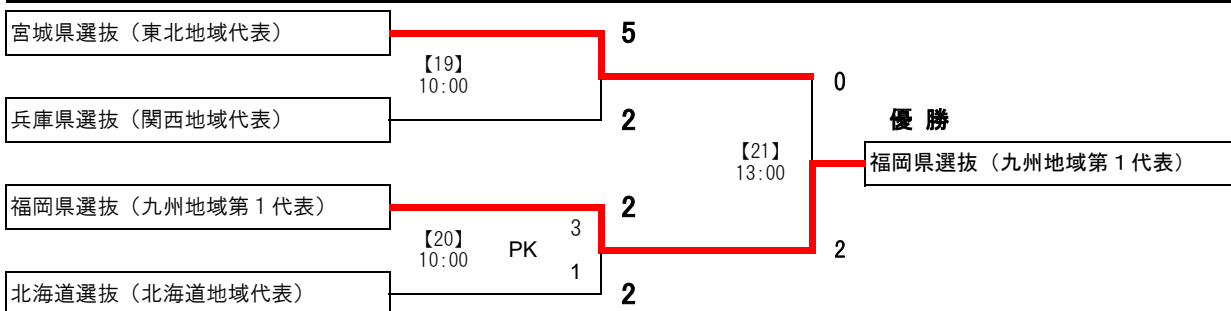 宮城県選抜（東北地域代表）
5
【19】
10:00
0
兵庫県選抜（関西地域代表）
2
優 勝
【21】
13:00
福岡県選抜（九州地域第１代表）
福岡県選抜（九州地域第１代表）
2
3
【20】
10:00
PK
1
2
北海道選抜（北海道地域代表）
2